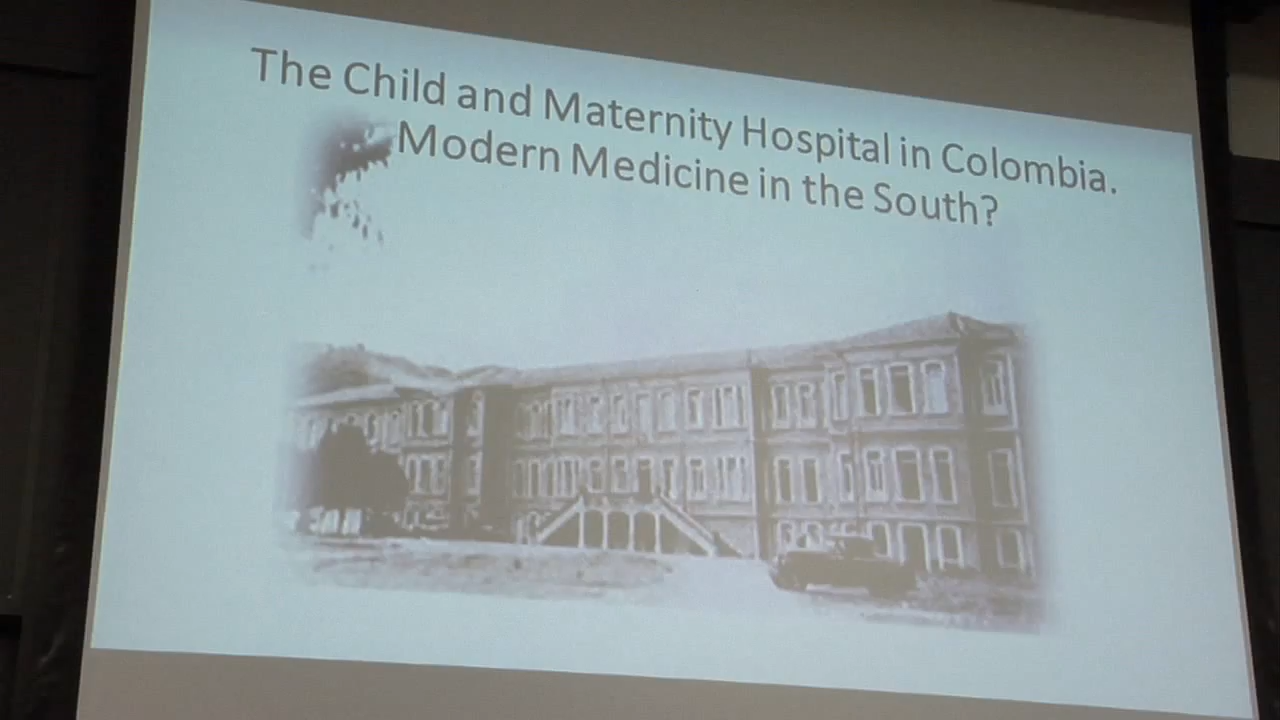 The Child and Maternity Hospital in Colombia.
Modern Medicine in the South?